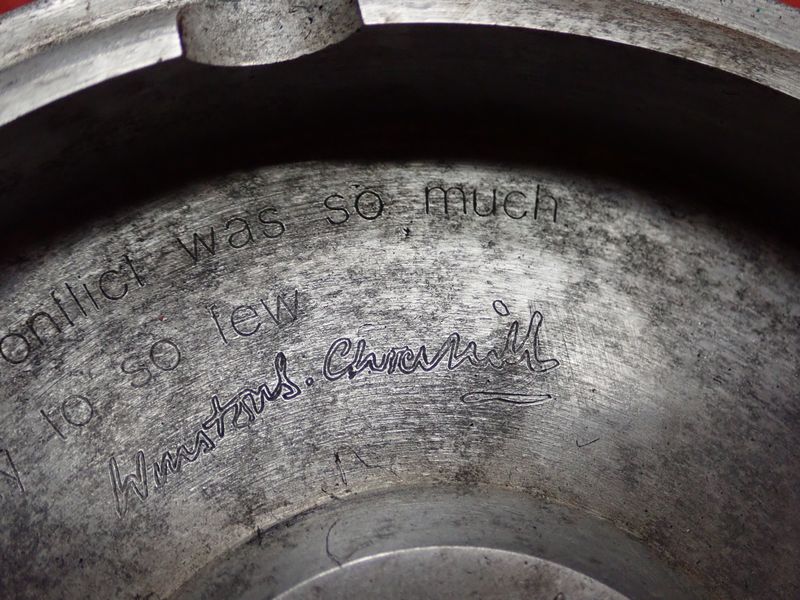 onflict was so much
y to so few
Winston S. Churchill